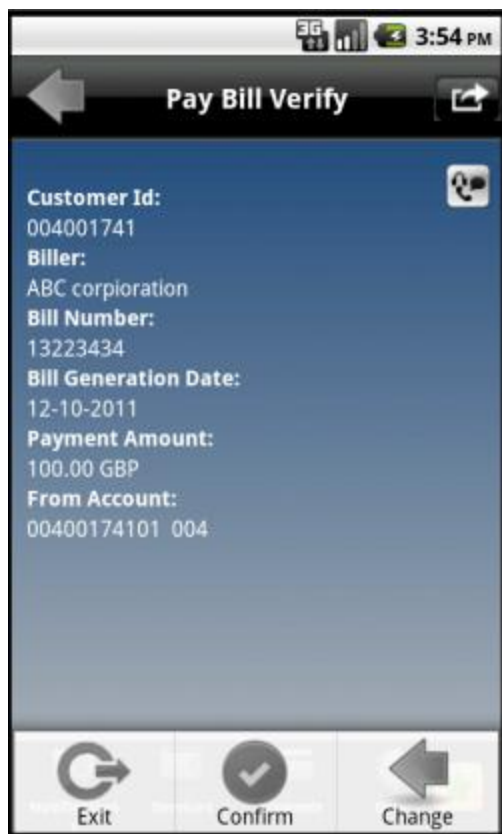 3G 3:54 PM
Pay Bill Verify
Customer Id:
004001741
Biller:
ABC corpioration
Bill Number:
13223434
Bill Generation Date:
12-10-2011
Payment Amount:
100.00 GBP
From Account:
00400174101 004
Exit Confirm Change